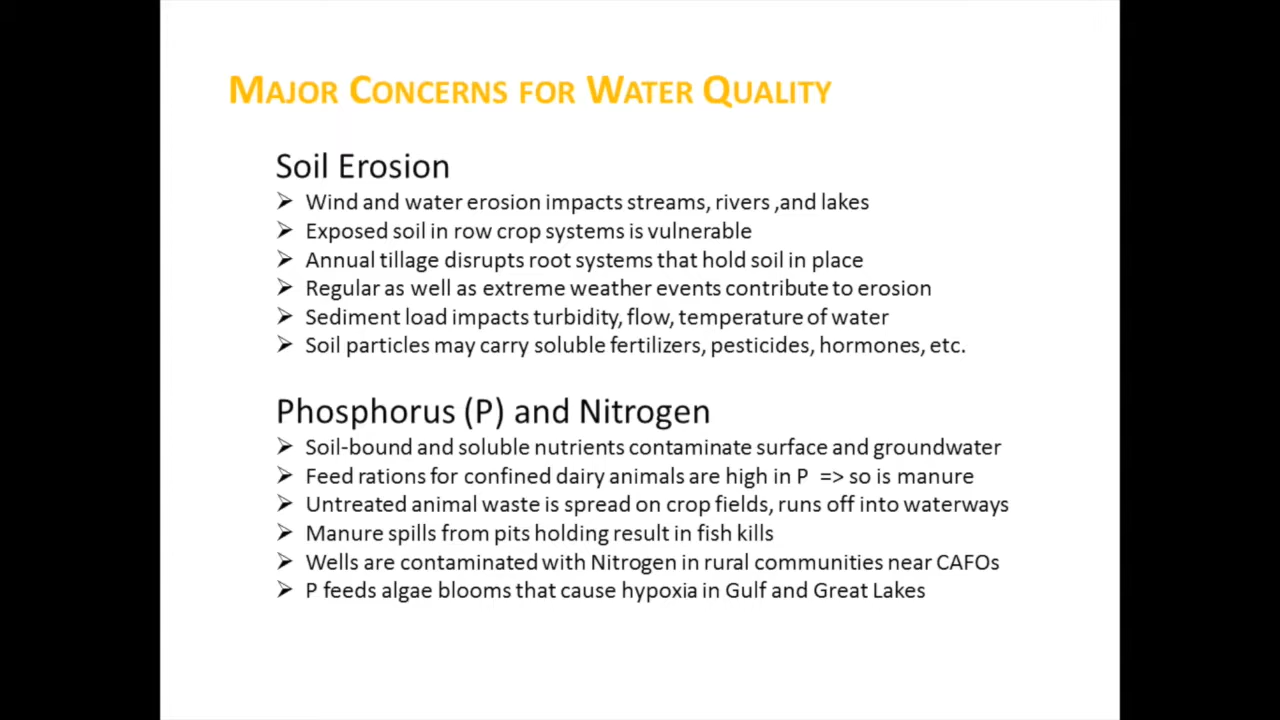 MAJOR CONCERNS FOR WATER QUALITY
Soil Erosion
➢ Wind and water erosion impacts streams, rivers ,and lakes
➢ Exposed soil in row crop systems is vulnerable
➢ Annual tillage disrupts root systems that hold soil in place
➢ Regular as well as extreme weather events contribute to erosion
➢ Sediment load impacts turbidity, flow, temperature of water
➢ Soil particles may carry soluble fertilizers, pesticides, hormones, etc.
Phosphorus (P) and Nitrogen
➢ Soil-bound and soluble nutrients contaminate surface and groundwater
➢ Feed rations for confined dairy animals are high in P => so is manure
➢ Untreated animal waste is spread on crop fields, runs off into waterways
➢ Manure spills from pits holding result in fish kills
➢ Wells are contaminated with Nitrogen in rural communities near CAFOs
➢ P feeds algae blooms that cause hypoxia in Gulf and Great Lakes